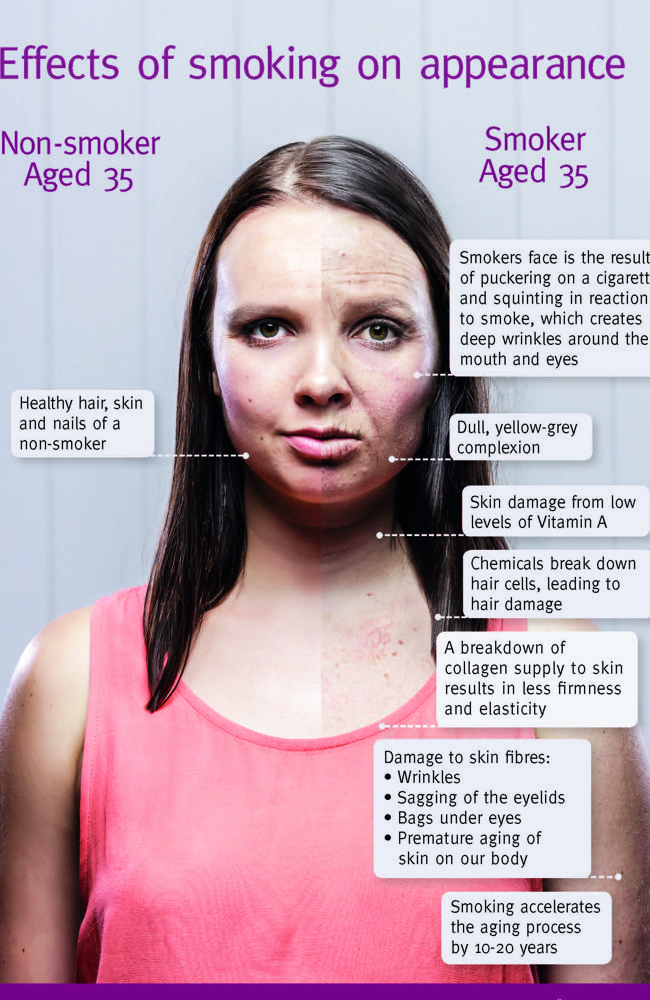 Effects of smoking on appearance
Non-smoker
Aged 35
Smoker
Aged 35
Smokers face is the result
of puckering on a cigarett
and squinting in reaction
to smoke, which creates
deep wrinkles around the
mouth and eyes
Healthy hair, skin
and nails of a
non-smoker
Dull, yellow-grey
complexion
Skin damage from low
levels of Vitamin A
Chemicals break down
hair cells, leading to
hair damage
A breakdown of
collagen supply to skin
results in less firmness
and elasticity
Damage to skin fibres:
• Wrinkles
• Sagging of the eyelids
• Bags under eyes
• Premature aging of
skin on our body
Smoking accelerates
the aging process
by 10-20 years